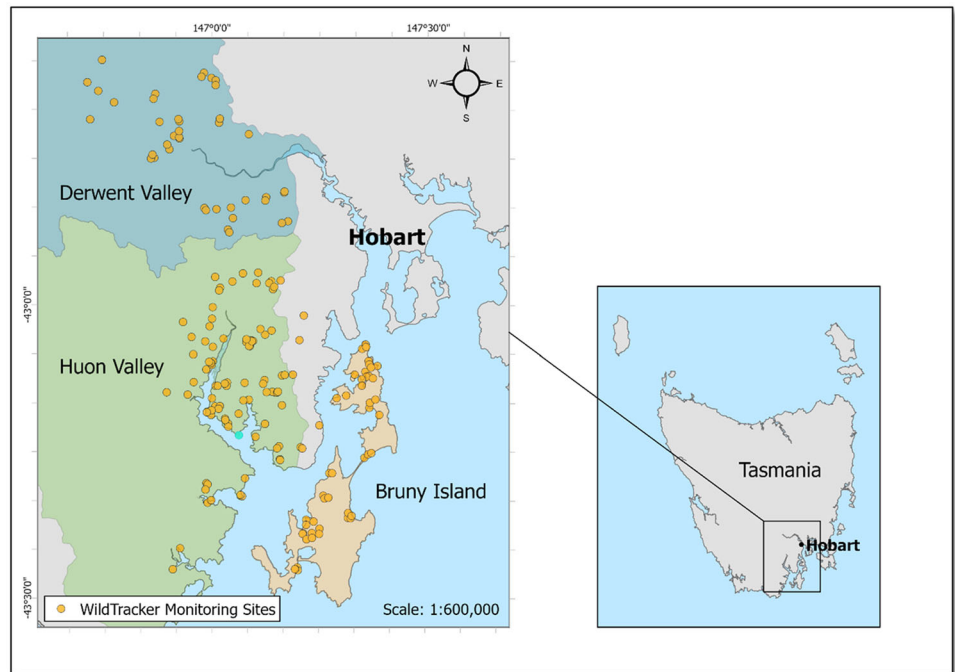 147°0'0"
147°30'0"
N
W
E
S
Derwent Valley
Hobart
-43°0'0"
Huon Valley
Tasmania
Bruny Island
Hobart
-43°30'0"
WildTracker Monitoring Sites
Scale: 1:600,000